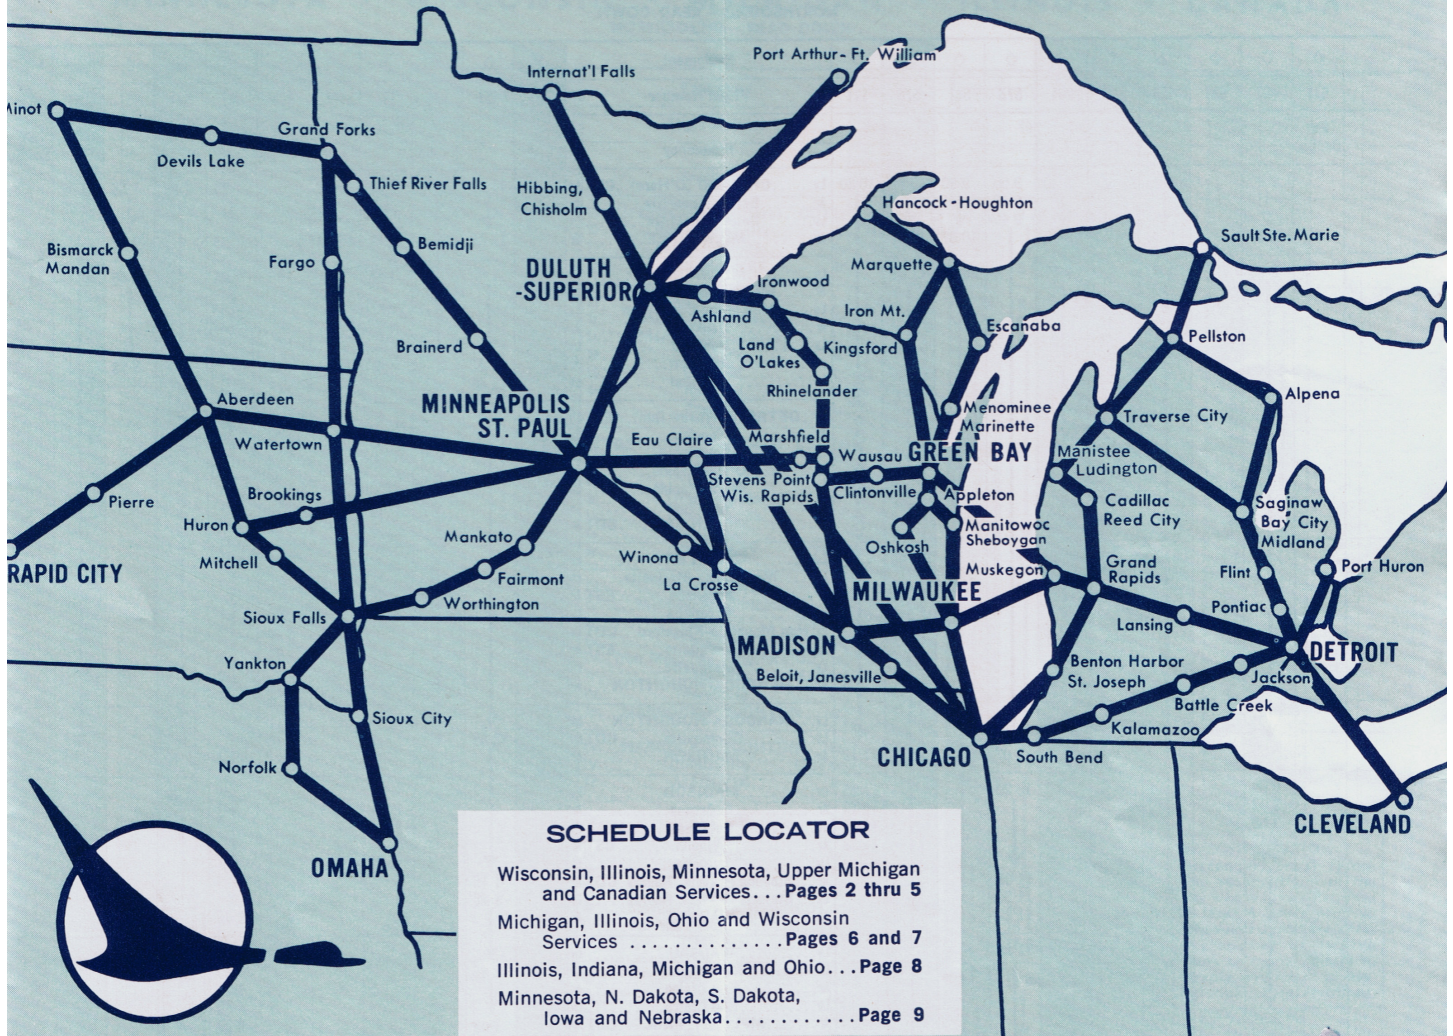 Port Arthur - Ft. William
Internat'l Falls
Minot
Grand Forks
Devils Lake
Thief River Falls
Hibbing,
Chisholm
Hancock - Houghton
Sault Ste. Marie
Bismarck
Mandan
Fargo
Bemidji
DULUTH
-SUPERIOR
Marquette
Ironwood
Ashland
Iron Mt.
Kingsford
Escanaba
Pellston
Brainerd
Land
O'Lakes
Rhinelander
Alpena
Aberdeen
MINNEAPOLIS
ST. PAUL
Menominee
Marinette
Traverse City
Watertown
Eau Claire
Marshfield
Wausau
GREEN BAY
Manistee
Ludington
Stevens Point
Wis. Rapids
Clintonville
Appleton
Pierre
Brookings
Cadillac
Reed City
Saginaw
Bay City
Midland
Huron
Mankato
Manitowoc
Sheboygan
Oshkosh
RAPID CITY
Mitchell
Fairmont
Winona
La Crosse
Muskegon
Grand
Rapids
Flint
Port Huron
Worthington
MILWAUKEE
Sioux Falls
Lansing
Pontiac
MADISON
DETROIT
Yankton
Beloit, Janesville
Benton Harbor
St. Joseph
Jackson
Battle Creek
Sioux City
Kalamazoo
CHICAGO
South Bend
Norfolk
CLEVELAND
OMAHA
SCHEDULE LOCATOR
Wisconsin, Illinois, Minnesota, Upper Michigan
and Canadian Services...Pages 2 thru 5
Michigan, Illinois, Ohio and Wisconsin
Services ..............Pages 6 and 7
Illinois, Indiana, Michigan and Ohio...Page 8
Minnesota, N. Dakota, S. Dakota,
Iowa and Nebraska............Page 9